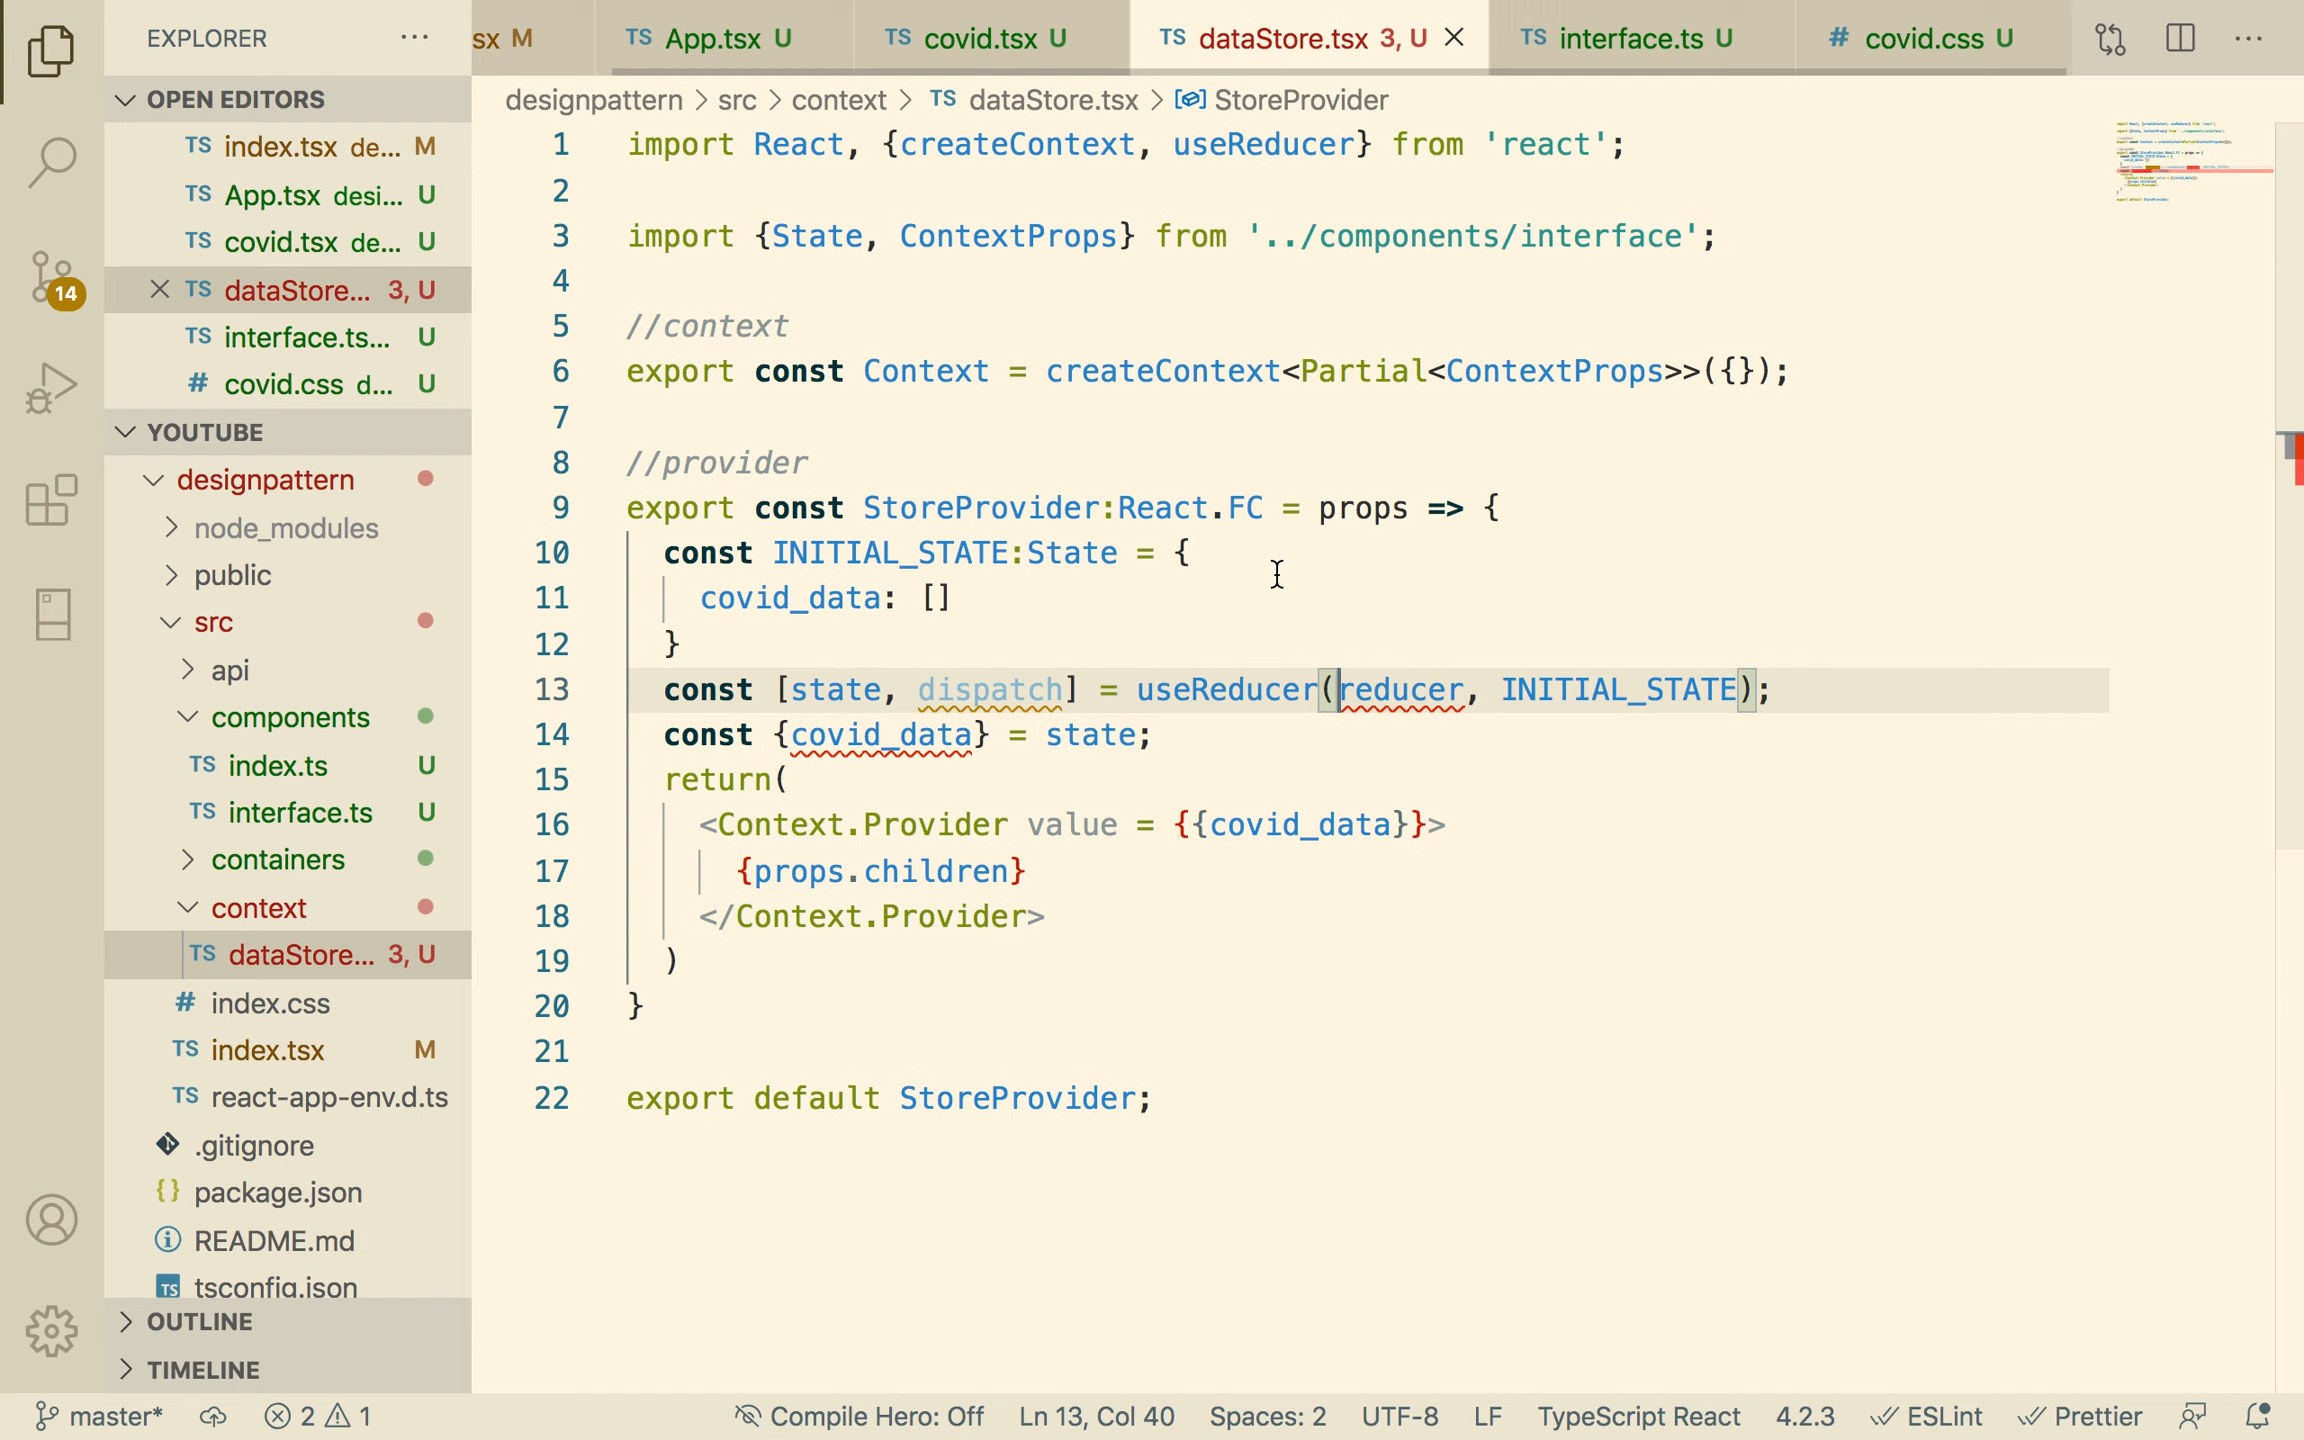 EXPLORER
OPEN EDITORS
TS index.tsx de... M
TS App.tsx desi... U
TS covid.tsx de... U
TS dataStore... 3, U
TS interface.ts... U
# covid.css d... U
YOUTUBE
designpattern
node_modules
public
src
api
components
TS index.ts U
TS interface.ts U
containers
context
TS dataStore... 3, U
# index.css
TS index.tsx M
TS react-app-env.d.ts
.gitignore
{} package.json
README.md
TS tsconfig.json
OUTLINE
TIMELINE
14
sx M
TS App.tsx U
TS covid.tsx U
TS dataStore.tsx 3, U
TS interface.ts U
# covid.css U
designpattern > src > context > TS dataStore.tsx > StoreProvider
1 import React, {createContext, useReducer} from 'react';
2
3 import {State, ContextProps} from '../components/interface';
4
5 //context
6 export const Context = createContext<Partial<ContextProps>>({});
7
8 //provider
9 export const StoreProvider:React.FC = props => {
10 const INITIAL_STATE:State = {
11 covid_data: []
12 }
13 const [state, dispatch] = useReducer(reducer, INITIAL_STATE);
14 const {covid_data} = state;
15 return(
16 <Context.Provider value = {{covid_data}}>
17 {props.children}
18 </Context.Provider>
19 )
20 }
21
22 export default StoreProvider;
master* 2 1 Compile Hero: Off Ln 13, Col 40 Spaces: 2 UTF-8 LF TypeScript React 4.2.3 ESLint Prettier